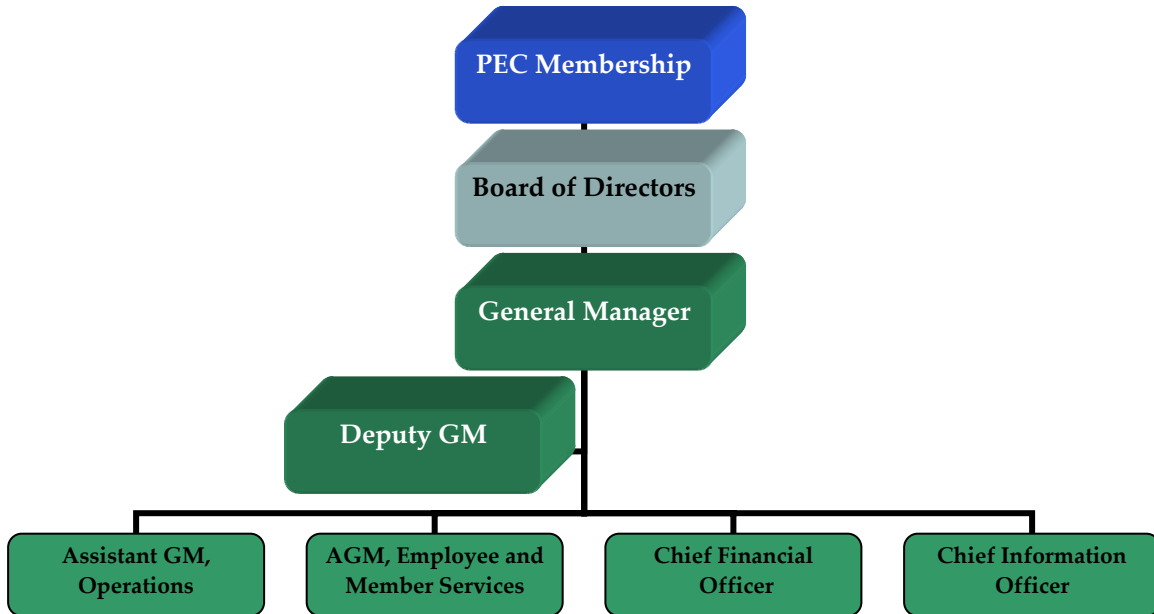 PEC Membership
Board of Directors
General Manager
Deputy GM
Assistant GM,
Operations
AGM, Employee and
Member Services
Chief Financial
Officer
Chief Information
Officer